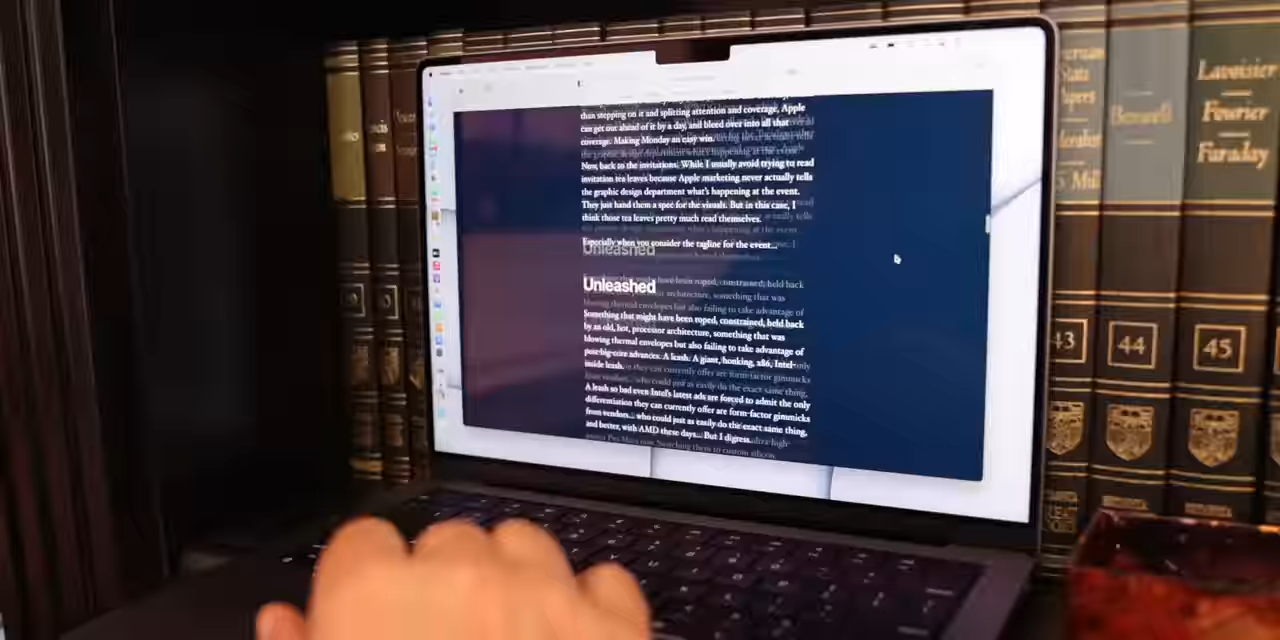 than stepping on it and splitting attention and coverage, Apple
can get out ahead of it by a day, and bleed over into all that
coverage. Making Monday an easy win.
Now, back to the invitations. While I usually avoid trying to read
invitation tea leaves because Apple marketing never actually tells
the graphic design department what's happening at the event.
They just hand them a spec for the visuals. But in this case, I
think those tea leaves pretty much read themselves.
Especially when you consider the tagline for the event...
Unleashed
Unleashed
Something that might have been roped, constrained, held back
by an old, hot, processor architecture, something that was
blowing thermal envelopes but also failing to take advantage of
post-big-core advances. A leash. A giant, honking, x86, Intel-
inside leash.
A leash so bad even Intel's latest ads are forced to admit the only
differentiation they can currently offer are form-factor gimmicks
from vendors... who could just as easily do the exact same thing,
and better, with AMD these days... But I digress.
State
Papers
Mill
43
44
Lavoisier
Fourier
Faraday
45